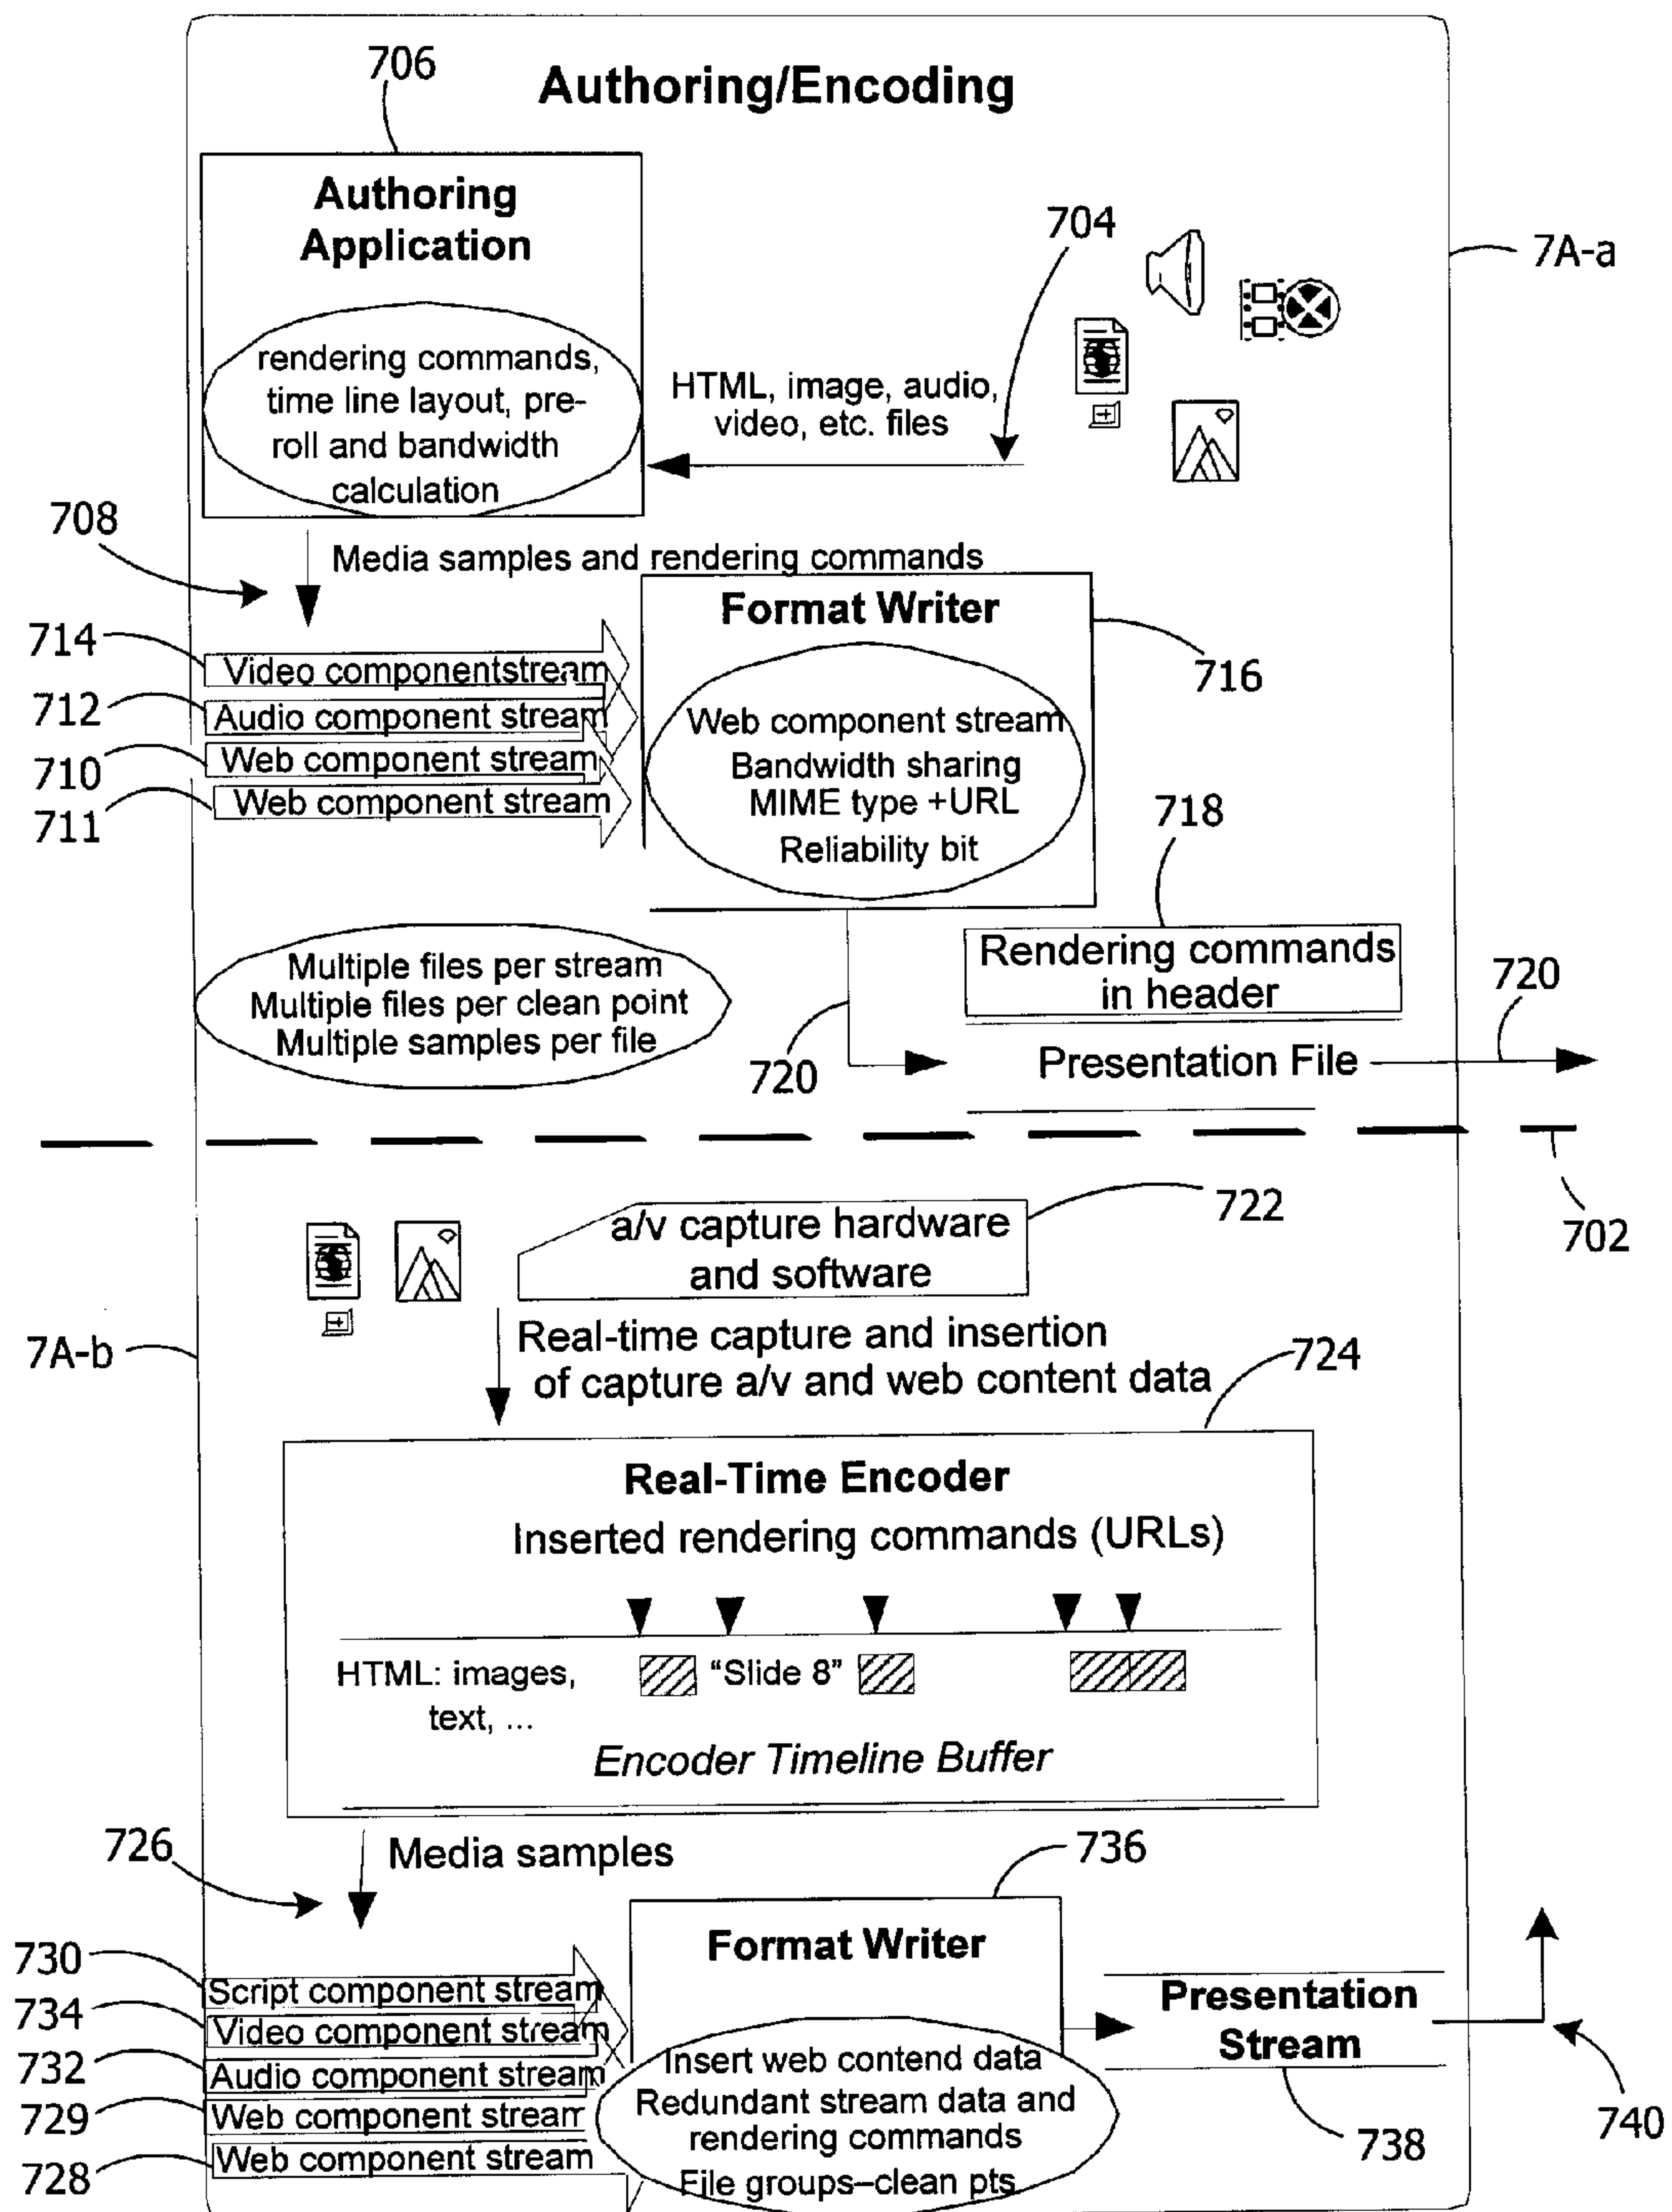 706
Authoring/Encoding
Authoring
Application
704
7A-a
rendering commands,
time line layout, pre-
roll and bandwidth
calculation
HTML, image, audio,
video, etc. files
708
Media samples and rendering commands
Format Writer
714
Video componentstream
716
712
Audio component stream
Web component stream
710
Web component stream
Bandwidth sharing
711
Web component stream
MIME type +URL
Reliability bit
718
Multiple files per stream
Multiple files per clean point
Multiple samples per file
Rendering commands
in header
720
720
Presentation File
702
722
a/v capture hardware
and software
7A-b
Real-time capture and insertion
of capture a/v and web content data
724
Real-Time Encoder
Inserted rendering commands (URLs)
HTML: images,
text, ...
“Slide 8”
Encoder Timeline Buffer
726
Media samples
736
Format Writer
730
Script component stream
734
Video component stream
732
Audio component stream
729
Web component stream
728
Web component stream
Insert web contend data
Redundant stream data and
rendering commands
File groups–clean pts
Presentation
Stream
738
740